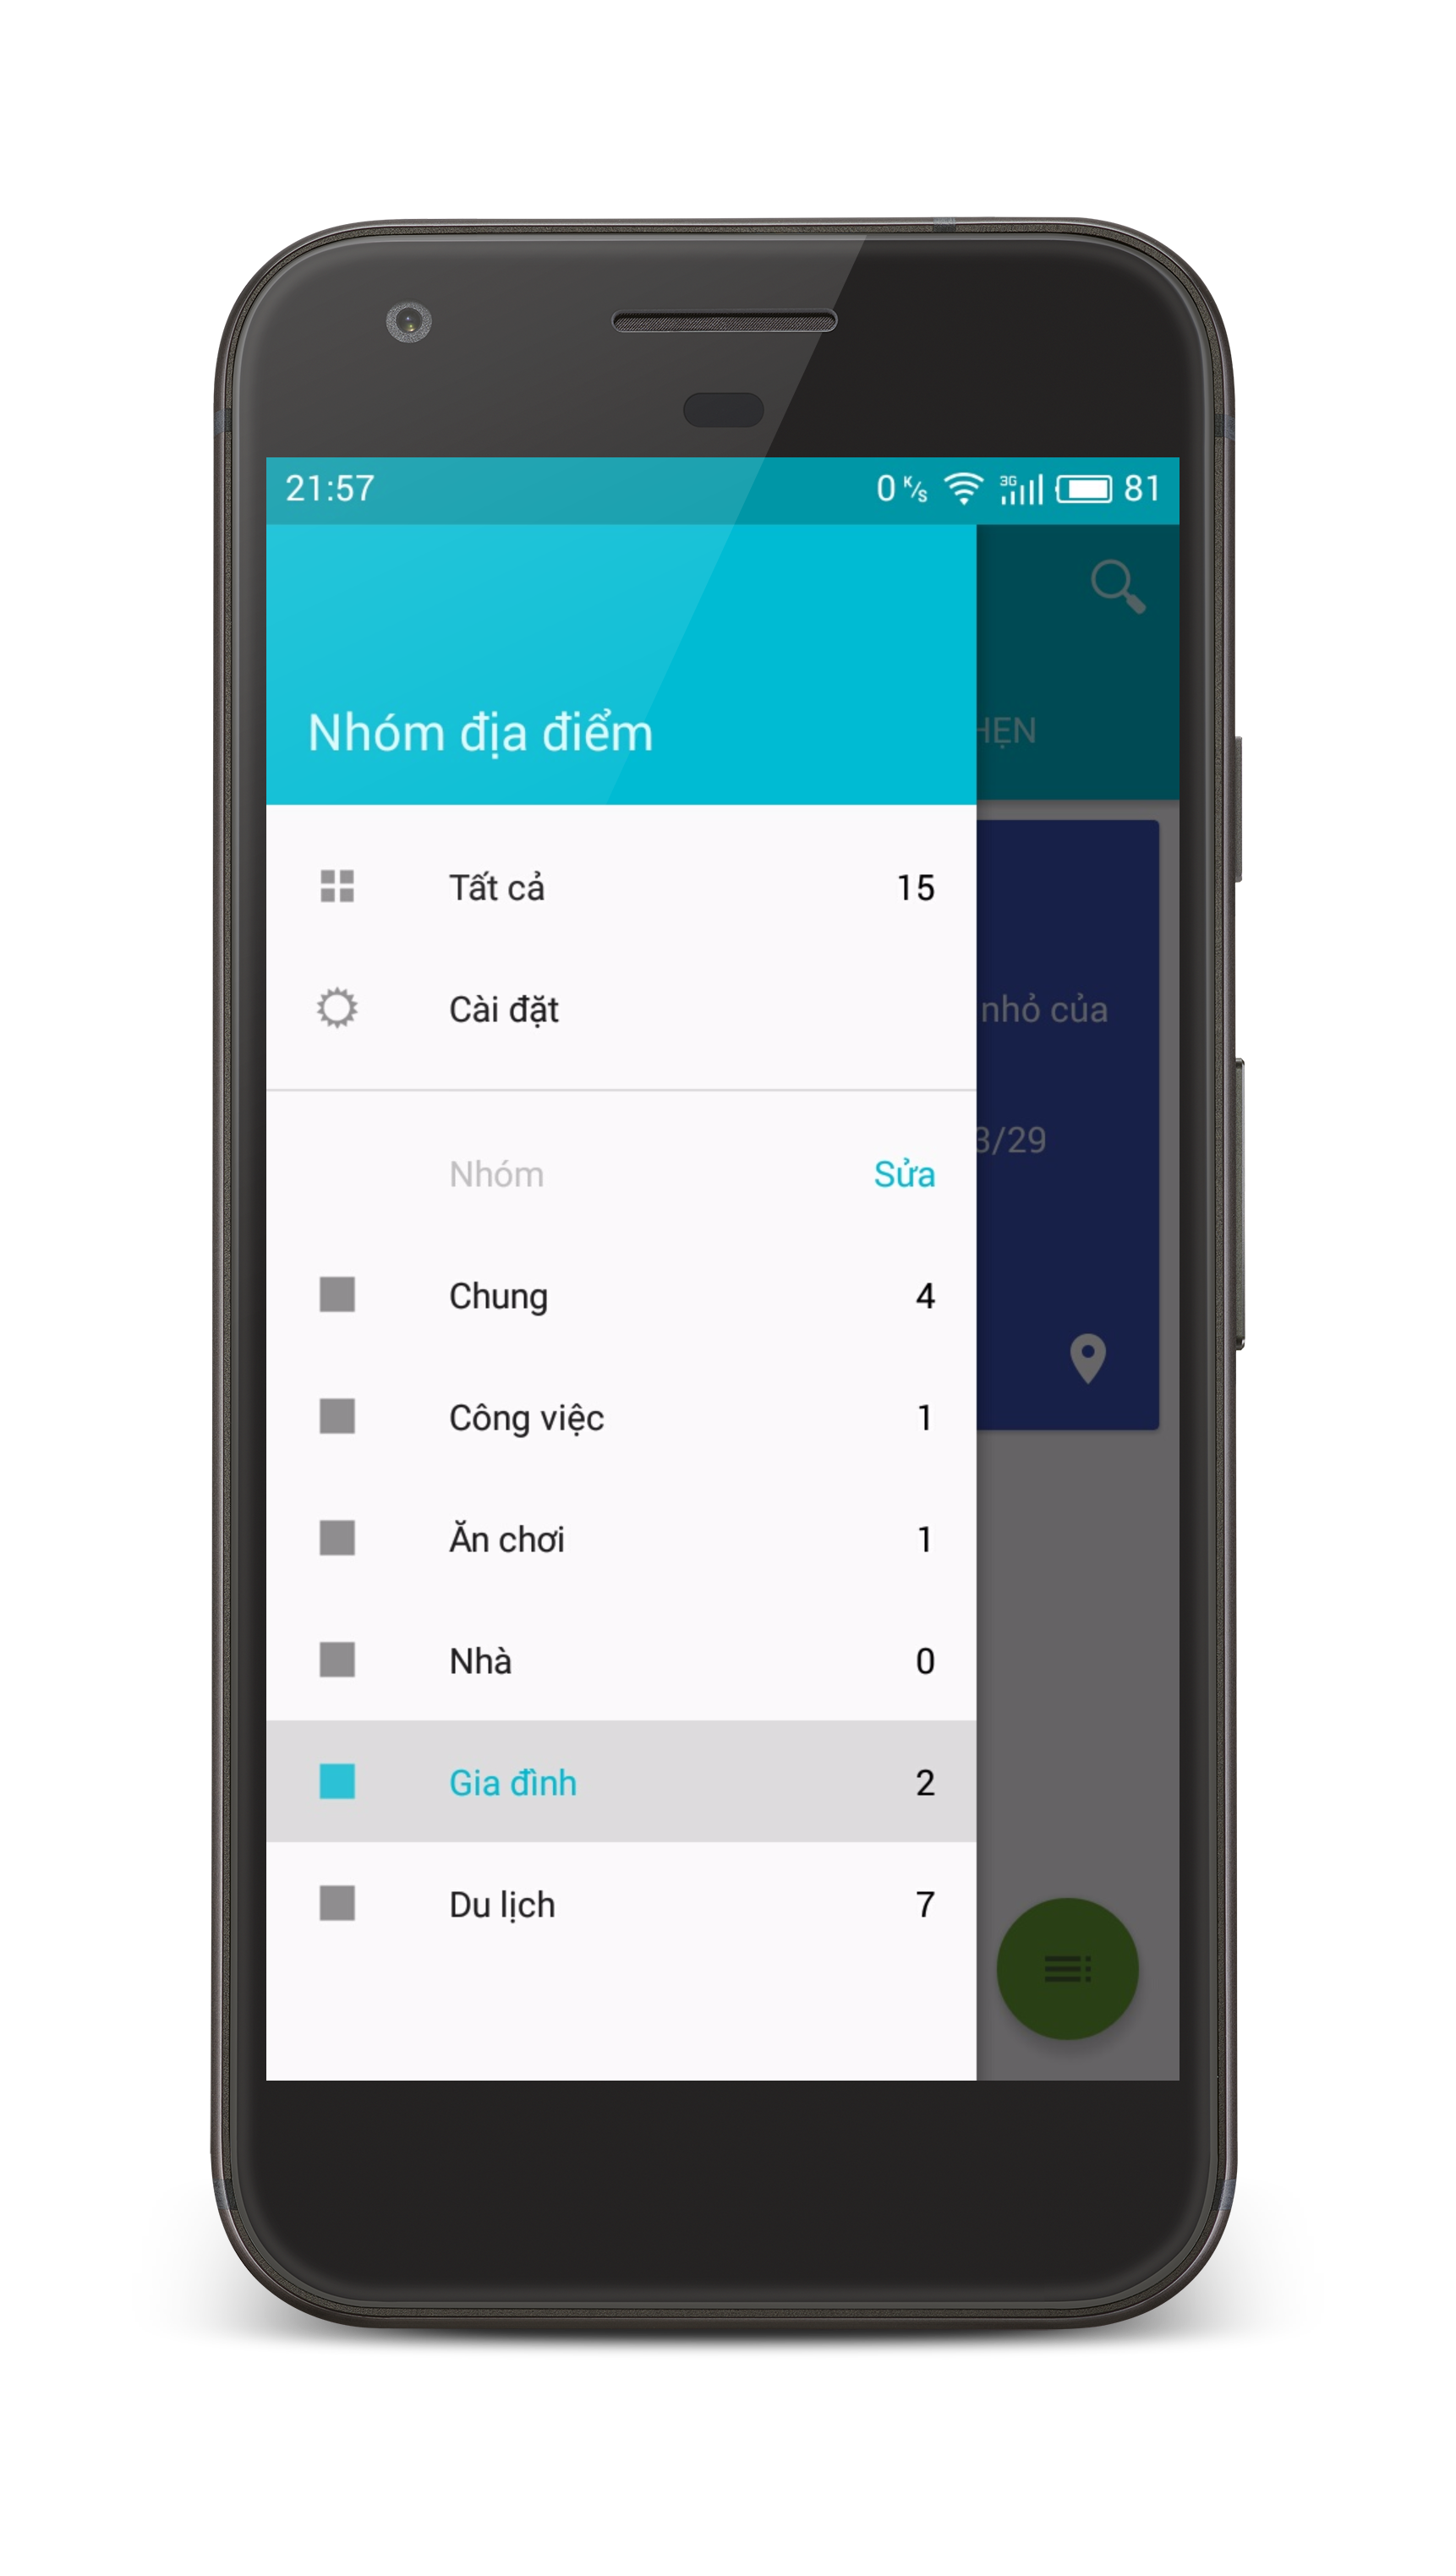 21:57 0 K/s 3G 81
Nhóm địa điểm
HẸN
Tất cả 15
Cài đặt
nhỏ của
3/29
Nhóm Sửa
Chung 4
Công việc 1
Ăn chơi 1
Nhà 0
Gia đình 2
Du lịch 7